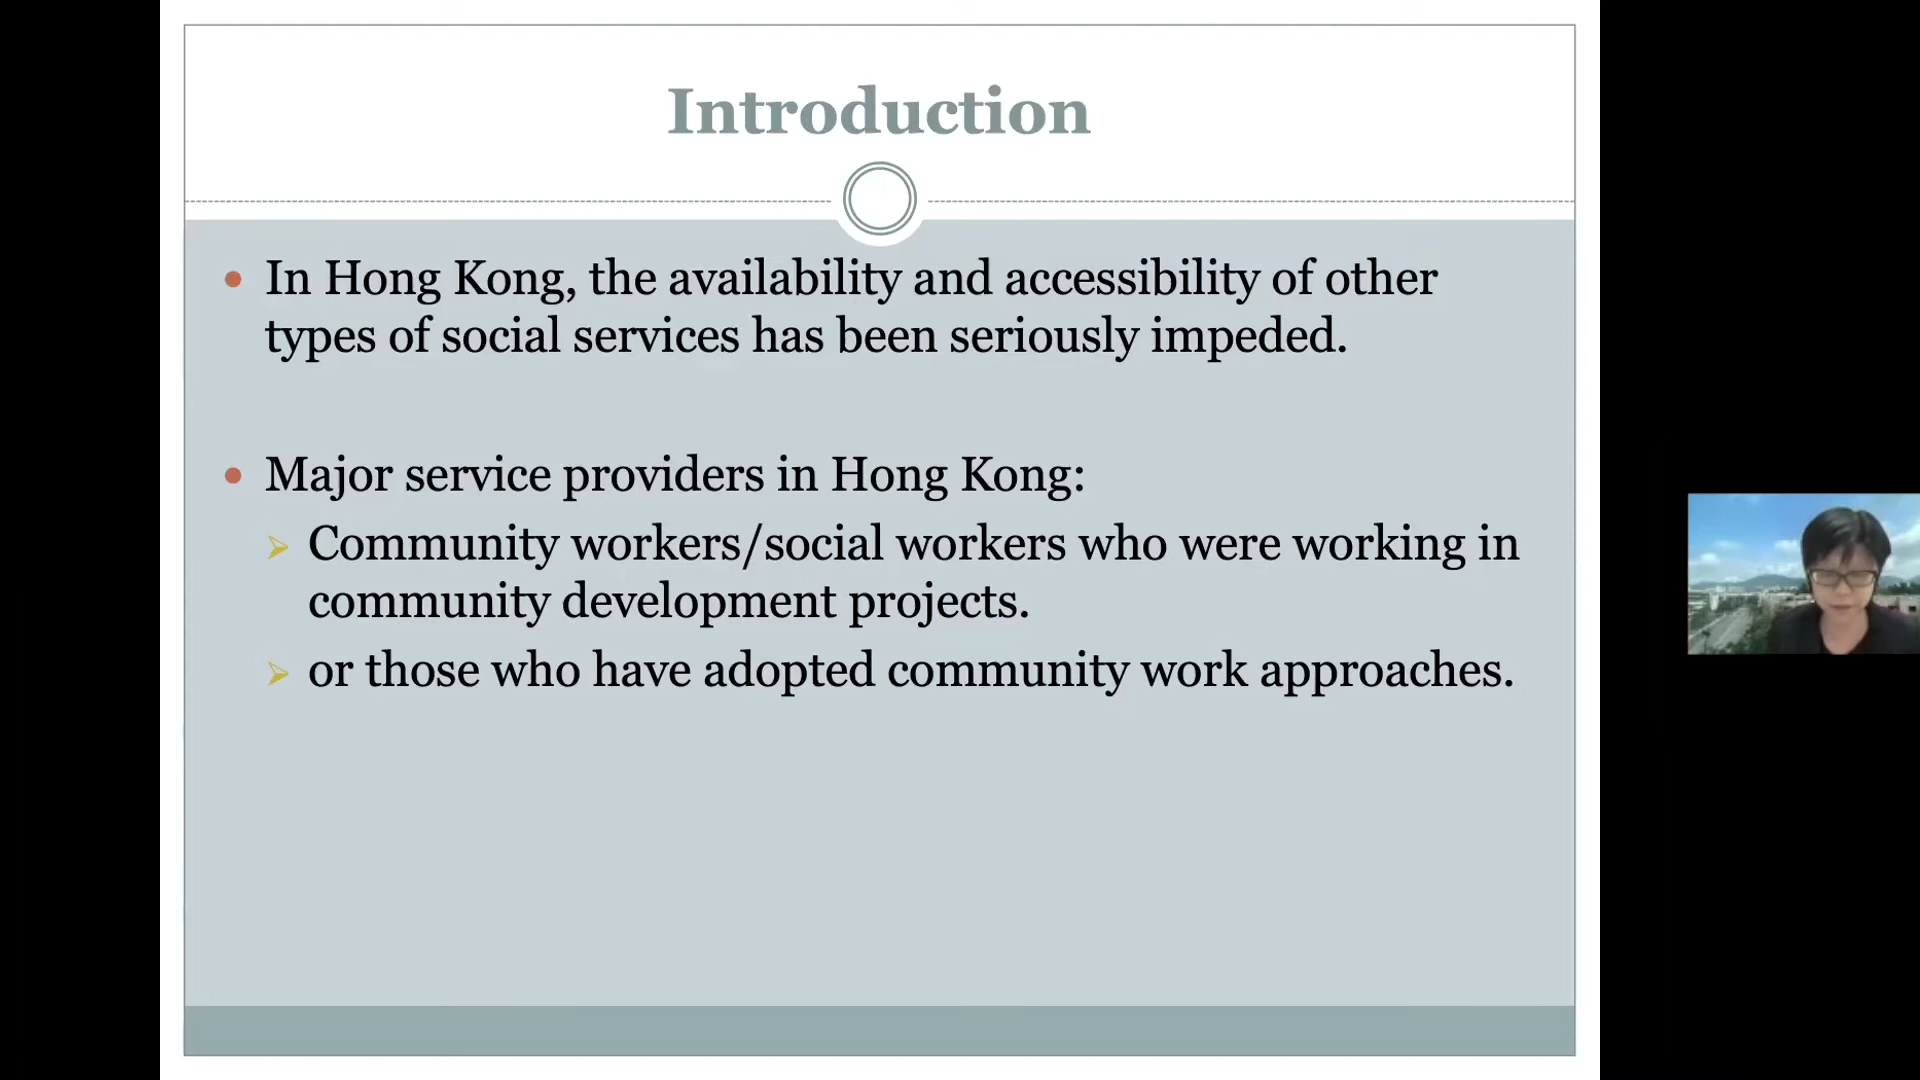 Introduction
• In Hong Kong, the availability and accessibility of other
types of social services has been seriously impeded.
• Major service providers in Hong Kong:
➢ Community workers/social workers who were working in
community development projects.
➢ or those who have adopted community work approaches.